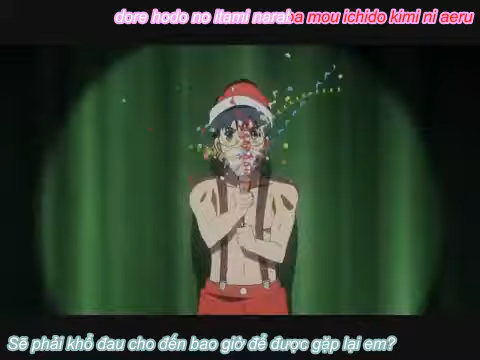 dore hodo no itami naraba mou ichido kimi ni aeru
Sẽ phãi khổ đau cho đến bao giờ để được gặp lại em?